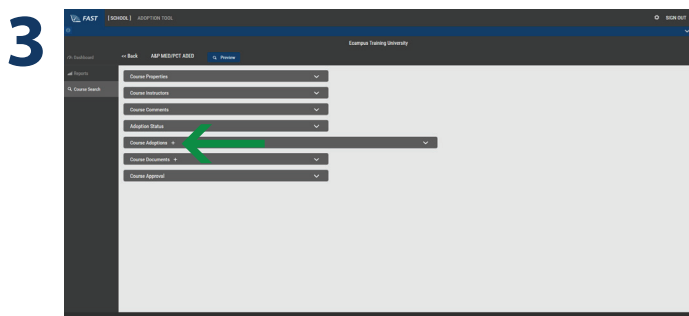 3
FAST [SCHOOL] ADOPTION TOOL SIGN OUT
Ecampus Training University
Dashboard << Back A&P MED/PCT ADED Preview
Reports
Course Search
Course Properties
Course Instructors
Course Comments
Adoption Status
Course Adoptions +
Course Documents +
Course Approval